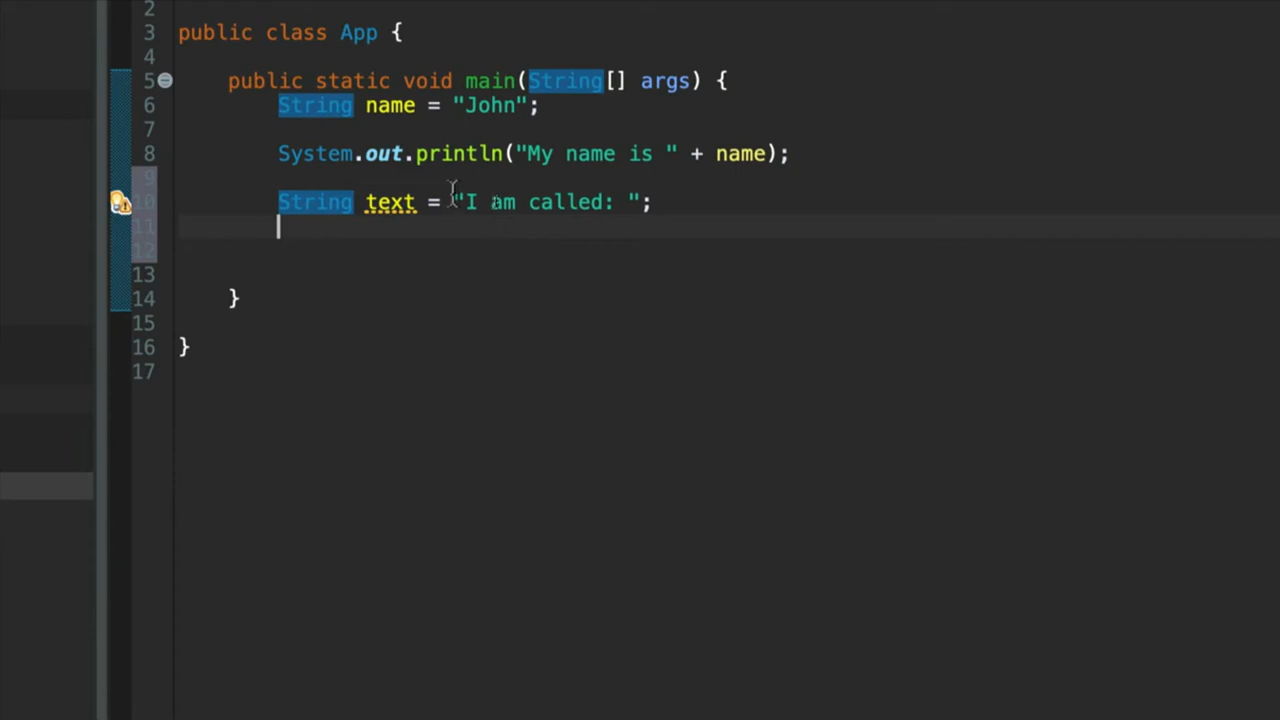 2
3 public class App {
4
5 public static void main(String[] args) {
6 String name = "John";
7
8 System.out.println("My name is " + name);
9
10 String text = "I am called: ";
11
12
13
14 }
15
16 }
17